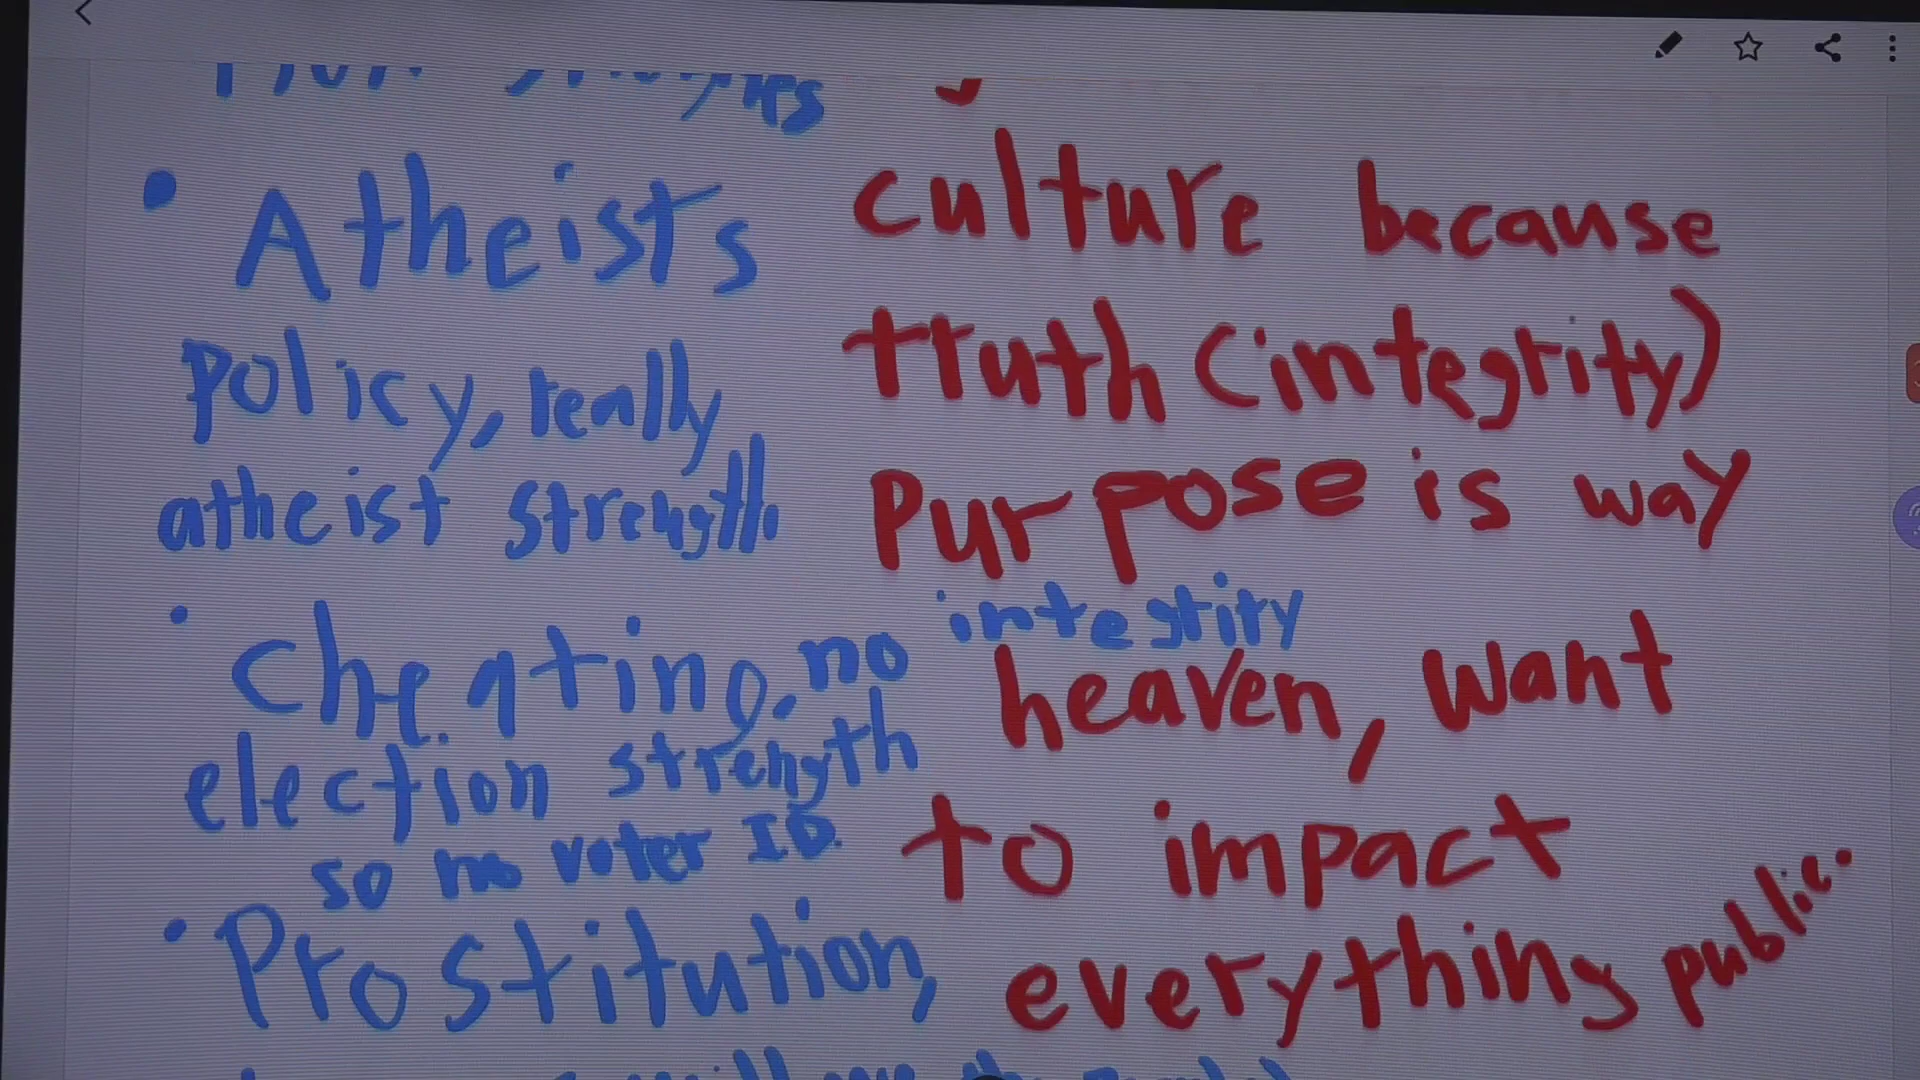 • Atheists
policy, really
atheist strength.
• Cheating, no integrity
election strength
so no voter ID.
• Prostitution,
culture because
truth (integrity)
purpose is way
heaven, want
to impact
everything public.